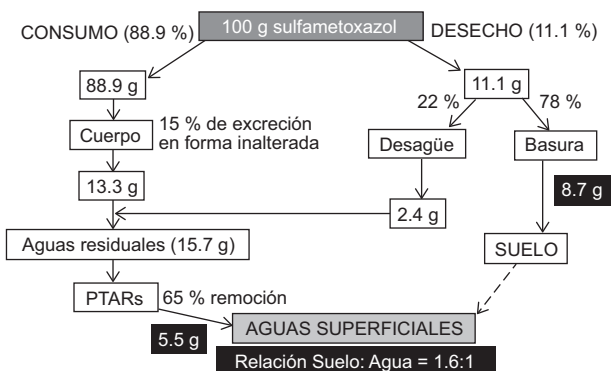 CONSUMO (88.9 %)
100 g sulfametoxazol
DESECHO (11.1 %)
88.9 g
11.1 g
22 %
78 %
Cuerpo
15 % de excreción
en forma inalterada
Desagüe
Basura
13.3 g
2.4 g
8.7 g
Aguas residuales (15.7 g)
SUELO
PTARs
65 % remoción
5.5 g
AGUAS SUPERFICIALES
Relación Suelo: Agua = 1.6:1